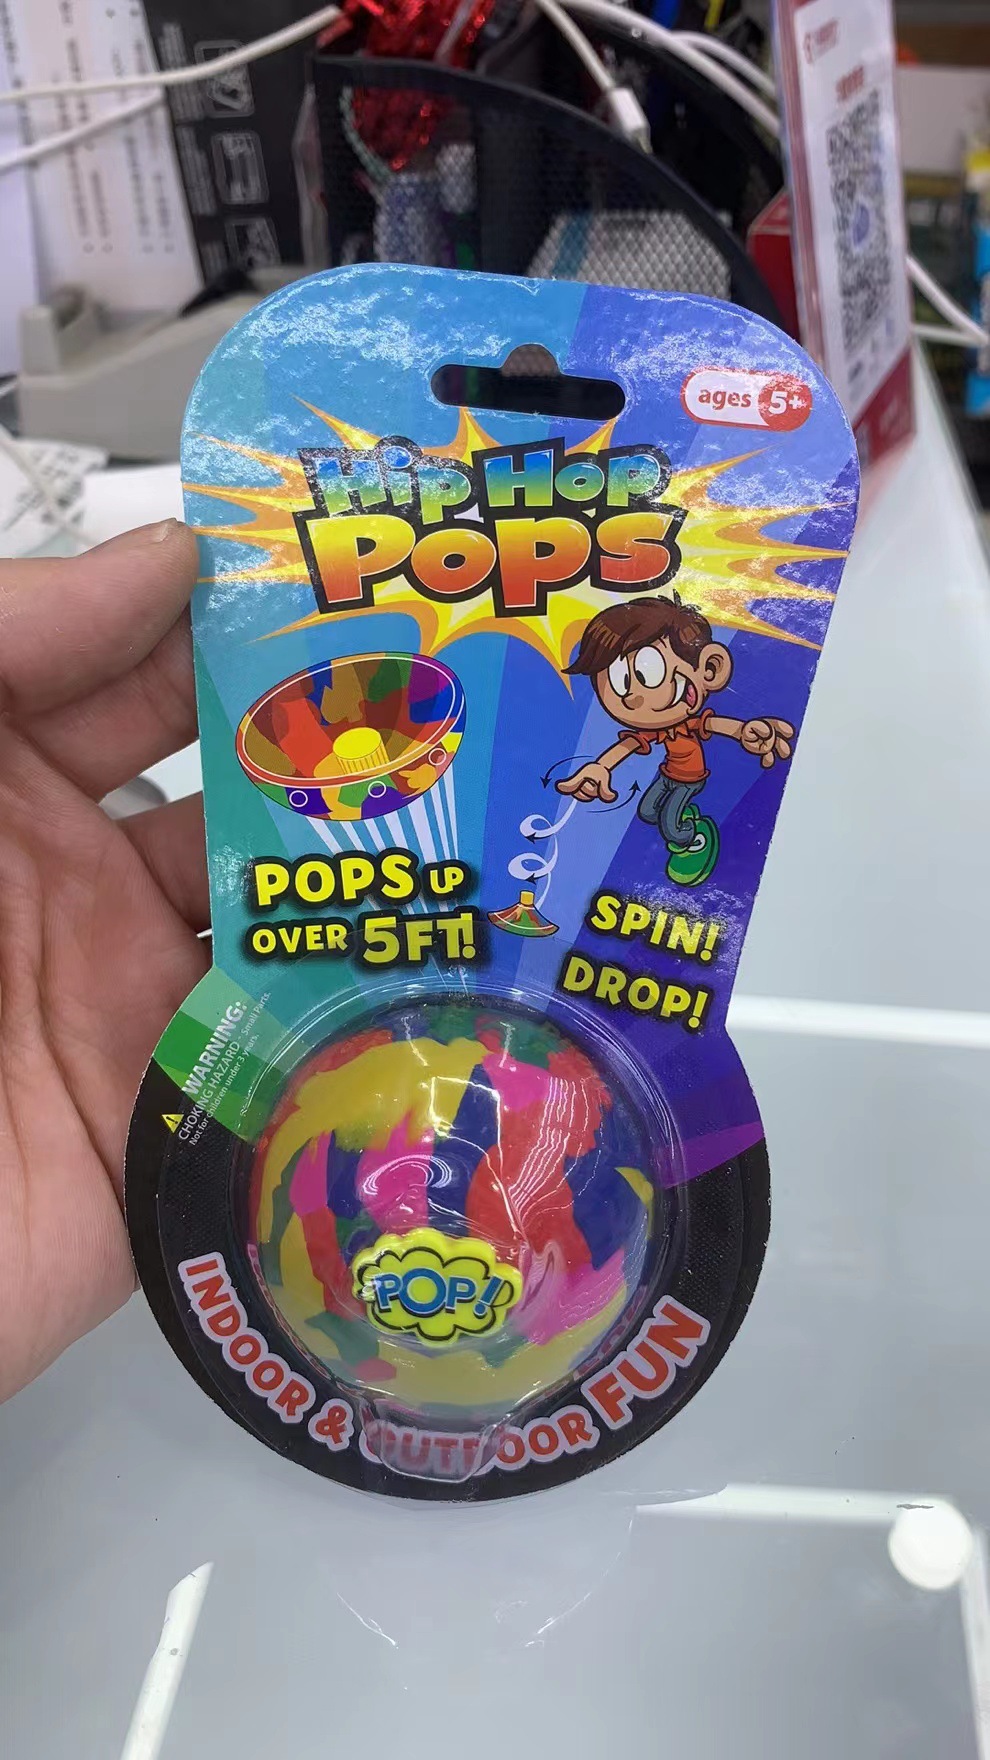 ages 5+
Hip Hop
Pops
POPS UP
OVER 5FT!
SPIN!
DROP!
WARNING:
CHOKING HAZARD - Small Parts.
Not for children under 3 years.
POP!
INDOOR & OUTDOOR FUN